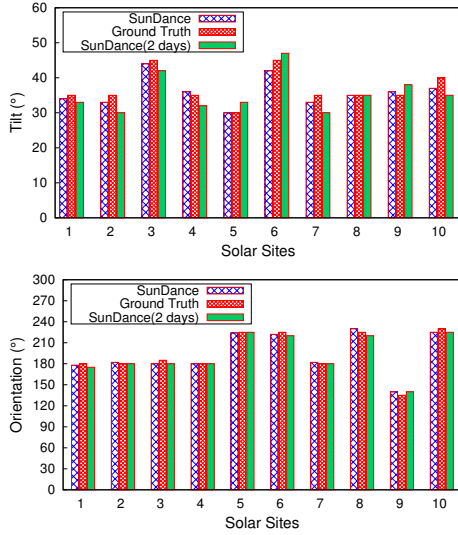 60
50
40
30
20
10
0
Tilt (°)
SunDance
Ground Truth
SunDance(2 days)
1 2 3 4 5 6 7 8 9 10
Solar Sites
300
270
240
210
180
150
120
90
60
30
0
Orientation (°)
SunDance
Ground Truth
SunDance(2 days)
1 2 3 4 5 6 7 8 9 10
Solar Sites